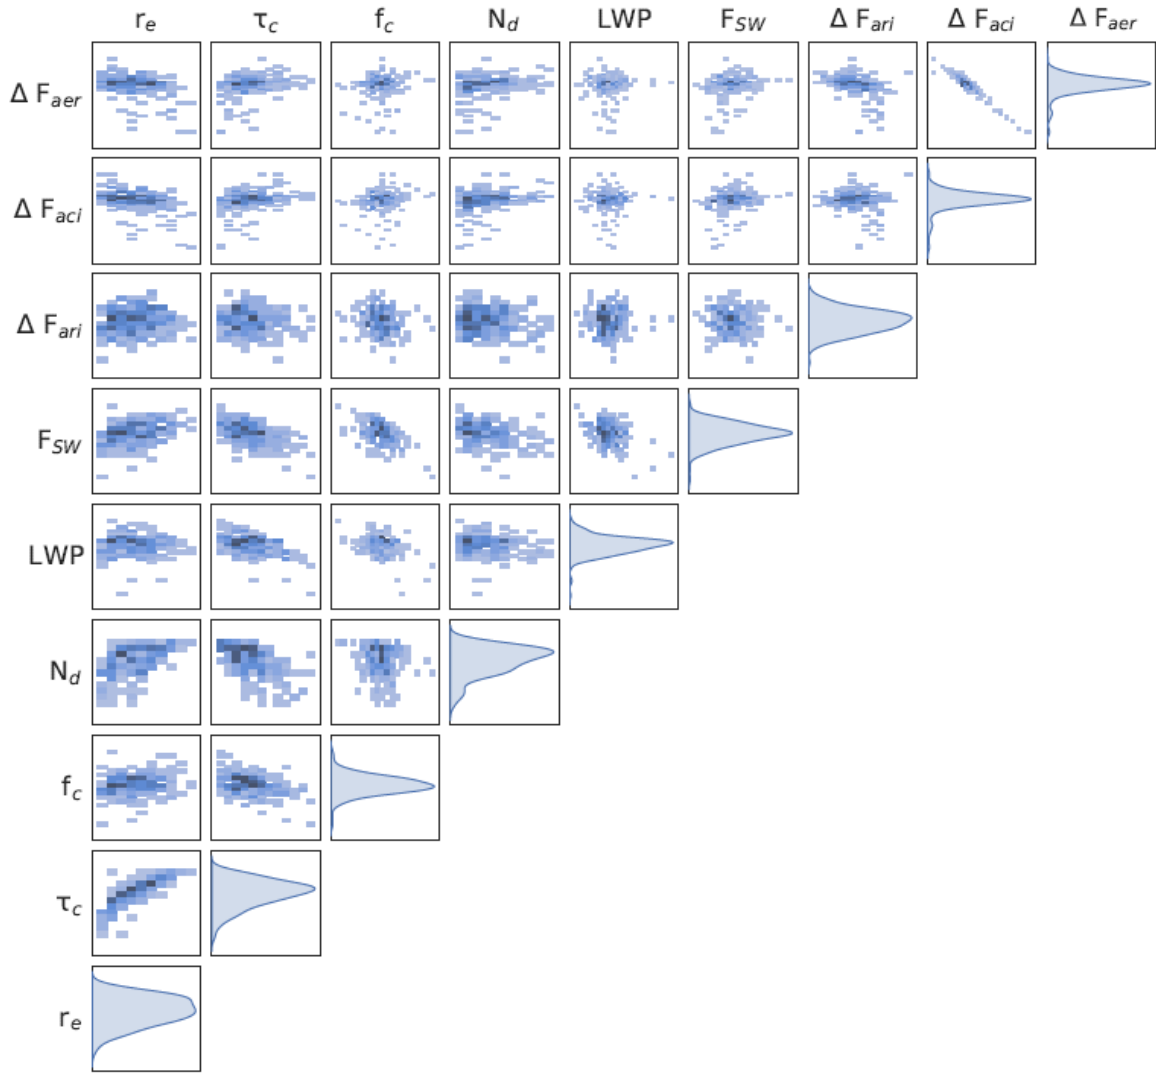 r_e τ_c f_c N_d LWP F_SW Δ F_ari Δ F_aci Δ F_aer
Δ F_aer
Δ F_aci
Δ F_ari
F_SW
LWP
N_d
f_c
τ_c
r_e